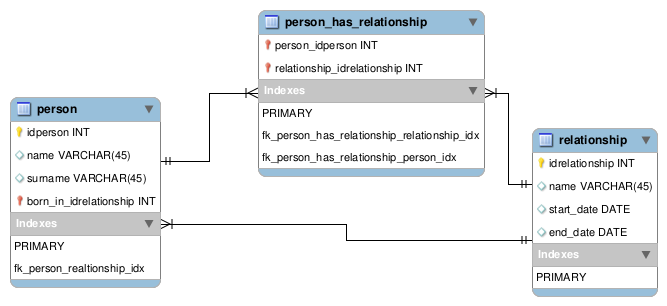 person_has_relationship
person_idperson INT
relationship_idrelationship INT
Indexes
PRIMARY
fk_person_has_relationship_relationship_idx
fk_person_has_relationship_person_idx
person
idperson INT
name VARCHAR(45)
surname VARCHAR(45)
born_in_idrelationship INT
Indexes
PRIMARY
fk_person_realtionship_idx
relationship
idrelationship INT
name VARCHAR(45)
start_date DATE
end_date DATE
Indexes
PRIMARY